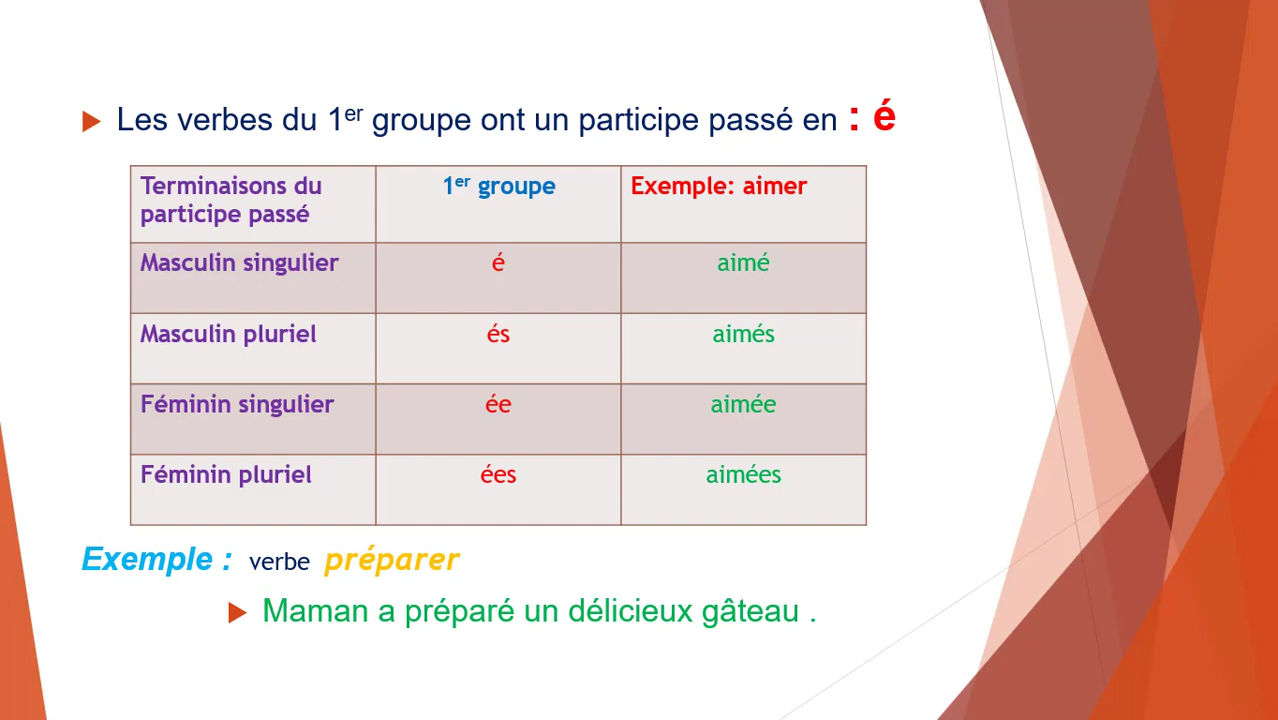 Les verbes du 1er groupe ont un participe passé en : é
Terminaisons du participe passé
1er groupe
Exemple: aimer
Masculin singulier
é
aimé
Masculin pluriel
és
aimés
Féminin singulier
ée
aimée
Féminin pluriel
ées
aimées
Exemple : verbe préparer
Maman a préparé un délicieux gâteau .